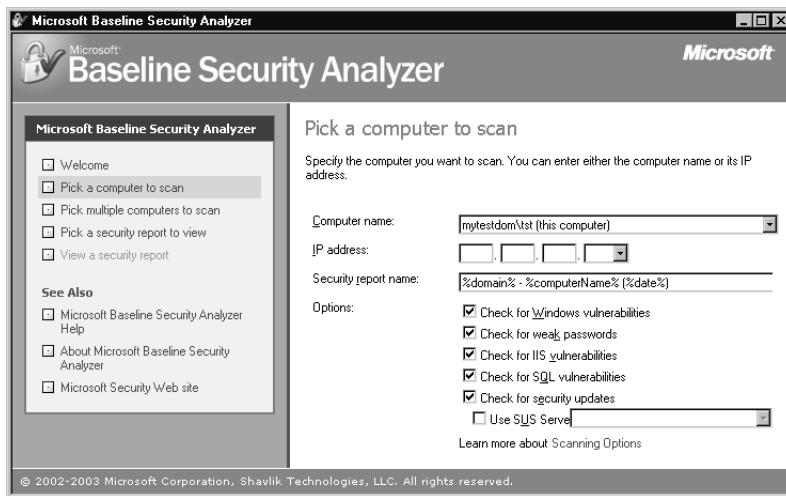 Microsoft Baseline Security Analyzer
Microsoft
Baseline Security Analyzer
Microsoft
Microsoft Baseline Security Analyzer
Welcome
Pick a computer to scan
Pick multiple computers to scan
Pick a security report to view
View a security report
See Also
Microsoft Baseline Security Analyzer
Help
About Microsoft Baseline Security
Analyzer
Microsoft Security Web site
Pick a computer to scan
Specify the computer you want to scan. You can enter either the computer name or its IP
address.
Computer name: mytestdom\tst (this computer)
IP address: . . .
Security report name: %domain% - %computerName% (%date%)
Options: Check for Windows vulnerabilities
Check for weak passwords
Check for IIS vulnerabilities
Check for SQL vulnerabilities
Check for security updates
Use SUS Serve
Learn more about Scanning Options
© 2002-2003 Microsoft Corporation, Shavlik Technologies, LLC. All rights reserved.